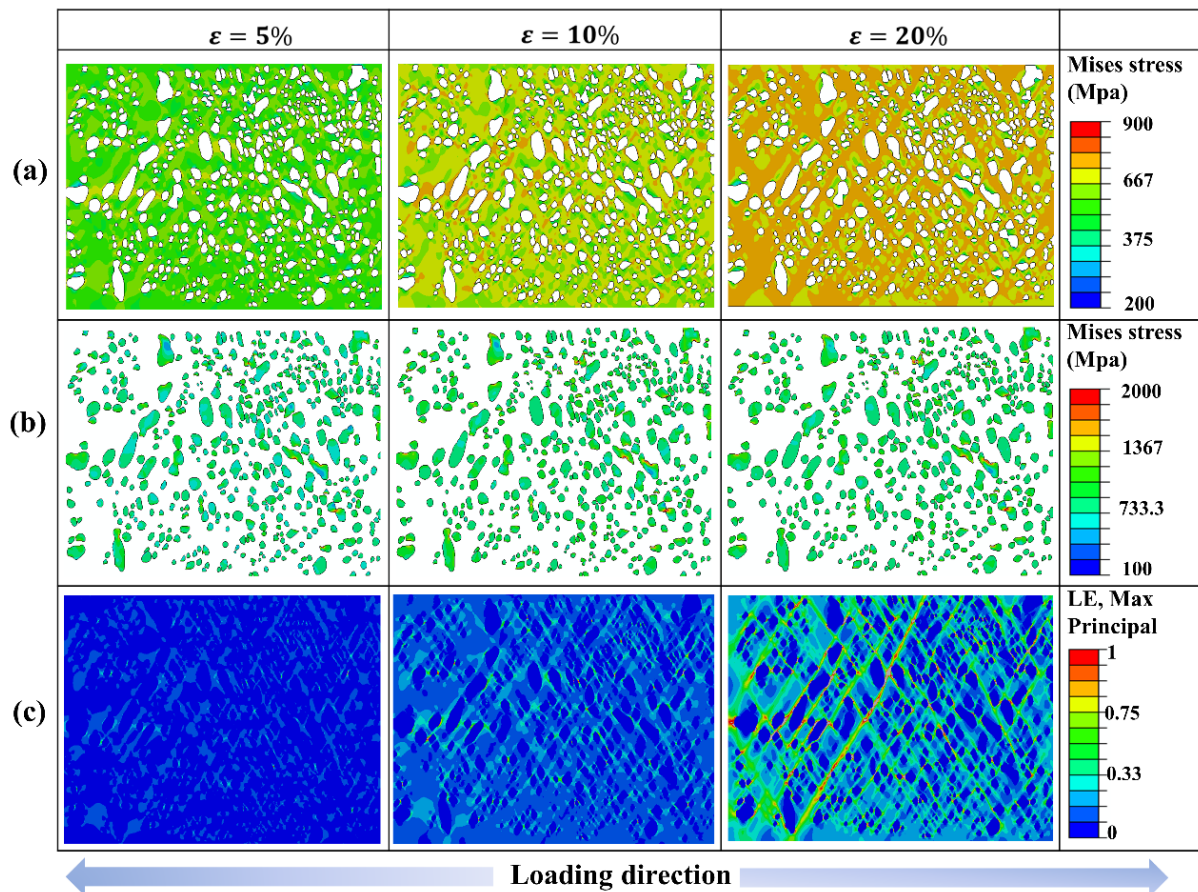 ε = 5%
ε = 10%
ε = 20%
(a)
Mises stress
(Mpa)
900
667
375
200
(b)
Mises stress
(Mpa)
2000
1367
733.3
100
(c)
LE, Max
Principal
1
0.75
0.33
0
Loading direction